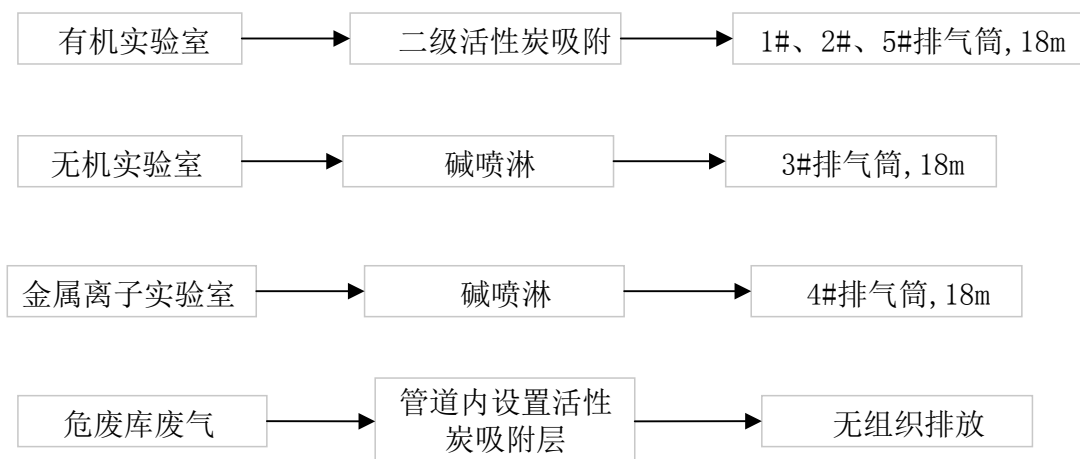 有机实验室
二级活性炭吸附
1#、2#、5#排气筒,18m
无机实验室
碱喷淋
3#排气筒,18m
金属离子实验室
碱喷淋
4#排气筒,18m
危废库废气
管道内设置活性
炭吸附层
无组织排放